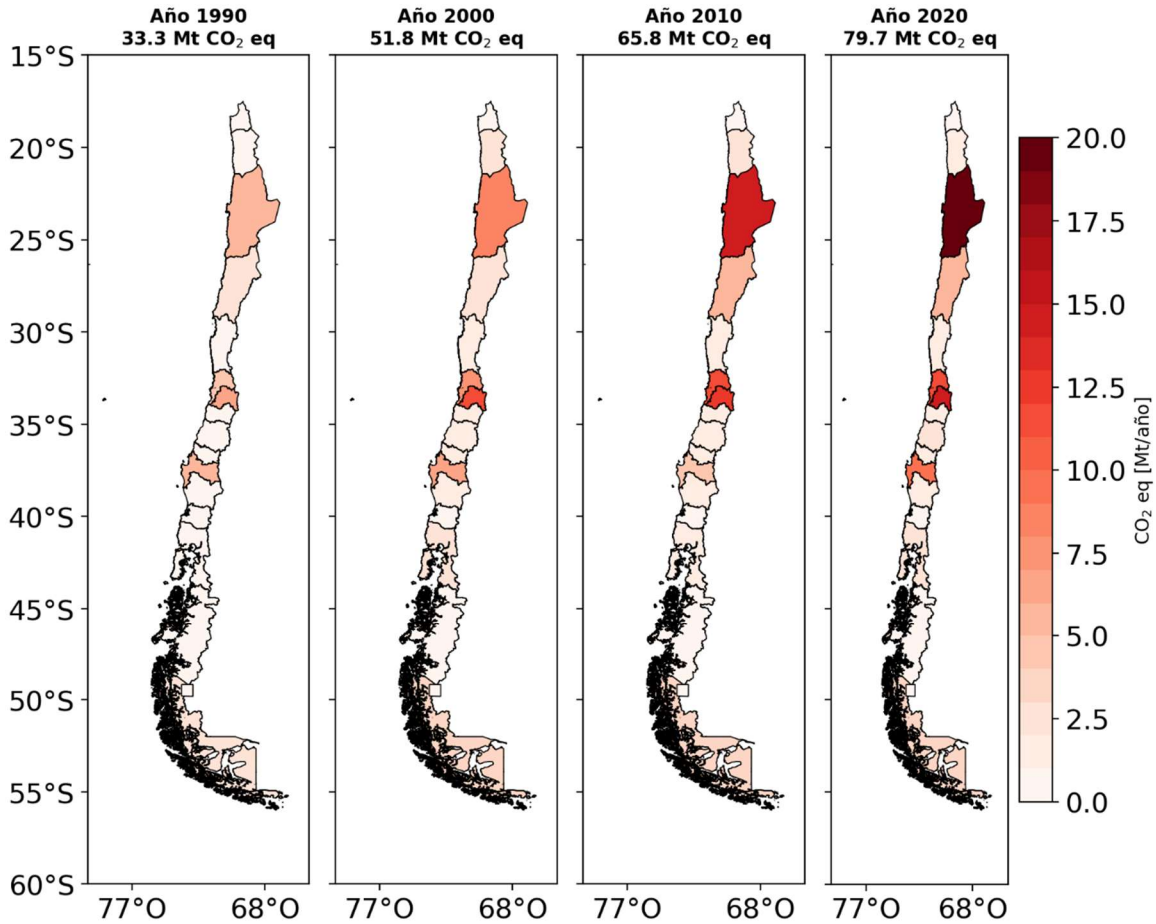 Año 1990
33.3 Mt CO₂ eq
Año 2000
51.8 Mt CO₂ eq
Año 2010
65.8 Mt CO₂ eq
Año 2020
79.7 Mt CO₂ eq
15°S
20°S
25°S
30°S
35°S
40°S
45°S
50°S
55°S
60°S
77°O 68°O
77°O 68°O
77°O 68°O
77°O 68°O
20.0
17.5
15.0
12.5
10.0
7.5
5.0
2.5
0.0
CO₂ eq [Mt/año]